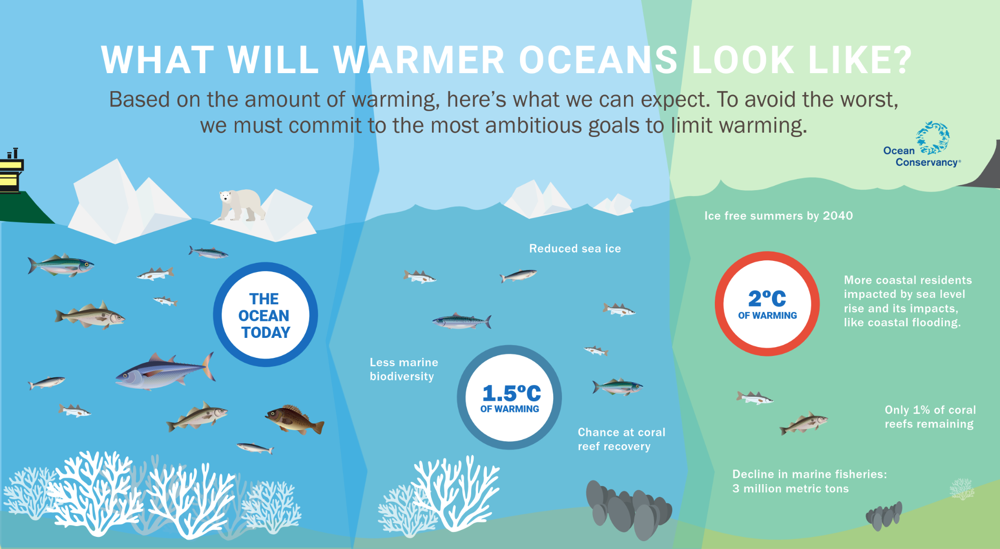 WHAT WILL WARMER OCEANS LOOK LIKE?
Based on the amount of warming, here's what we can expect. To avoid the worst,
we must commit to the most ambitious goals to limit warming.
Ocean
Conservancy®
THE
OCEAN
TODAY
Reduced sea ice
Less marine
biodiversity
1.5ºC
OF WARMING
Chance at coral
reef recovery
Ice free summers by 2040
2ºC
OF WARMING
More coastal residents
impacted by sea level
rise and its impacts,
like coastal flooding.
Only 1% of coral
reefs remaining
Decline in marine fisheries:
3 million metric tons